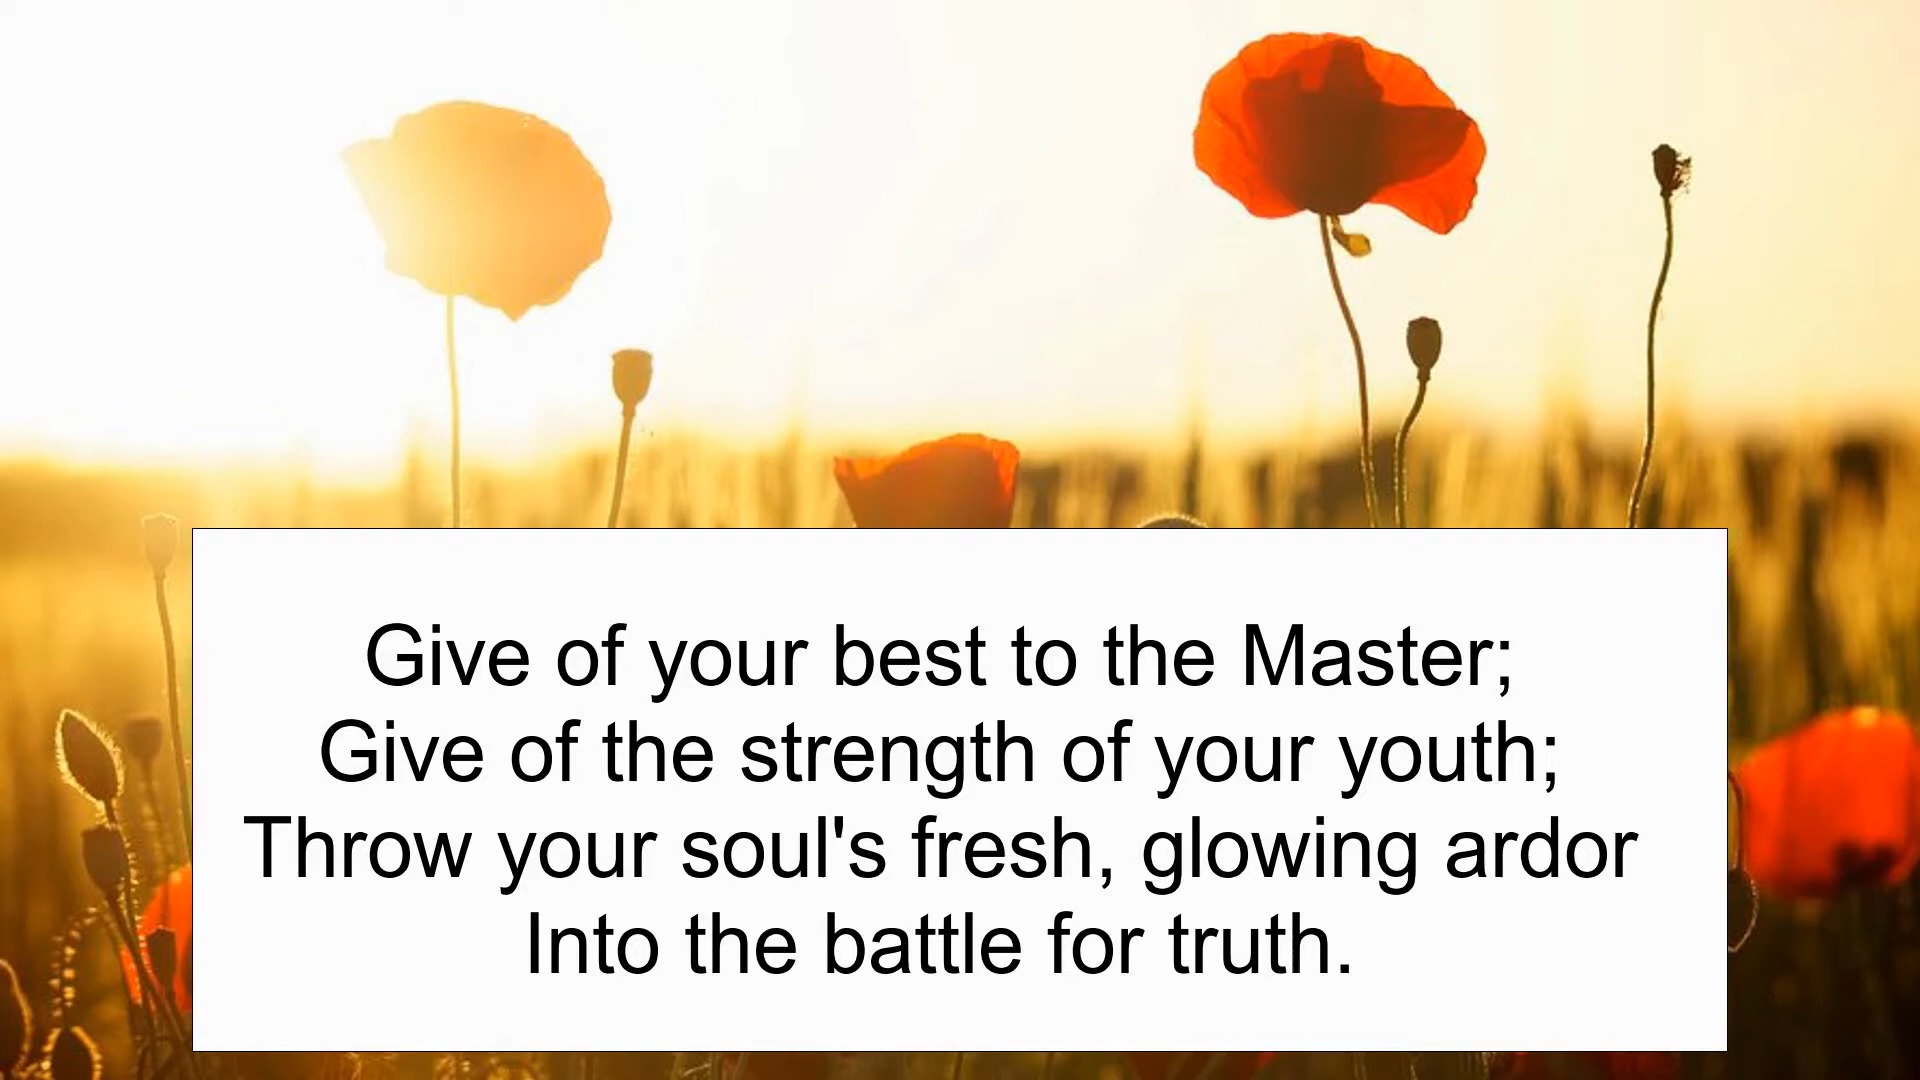 Give of your best to the Master;
Give of the strength of your youth;
Throw your soul's fresh, glowing ardor
Into the battle for truth.